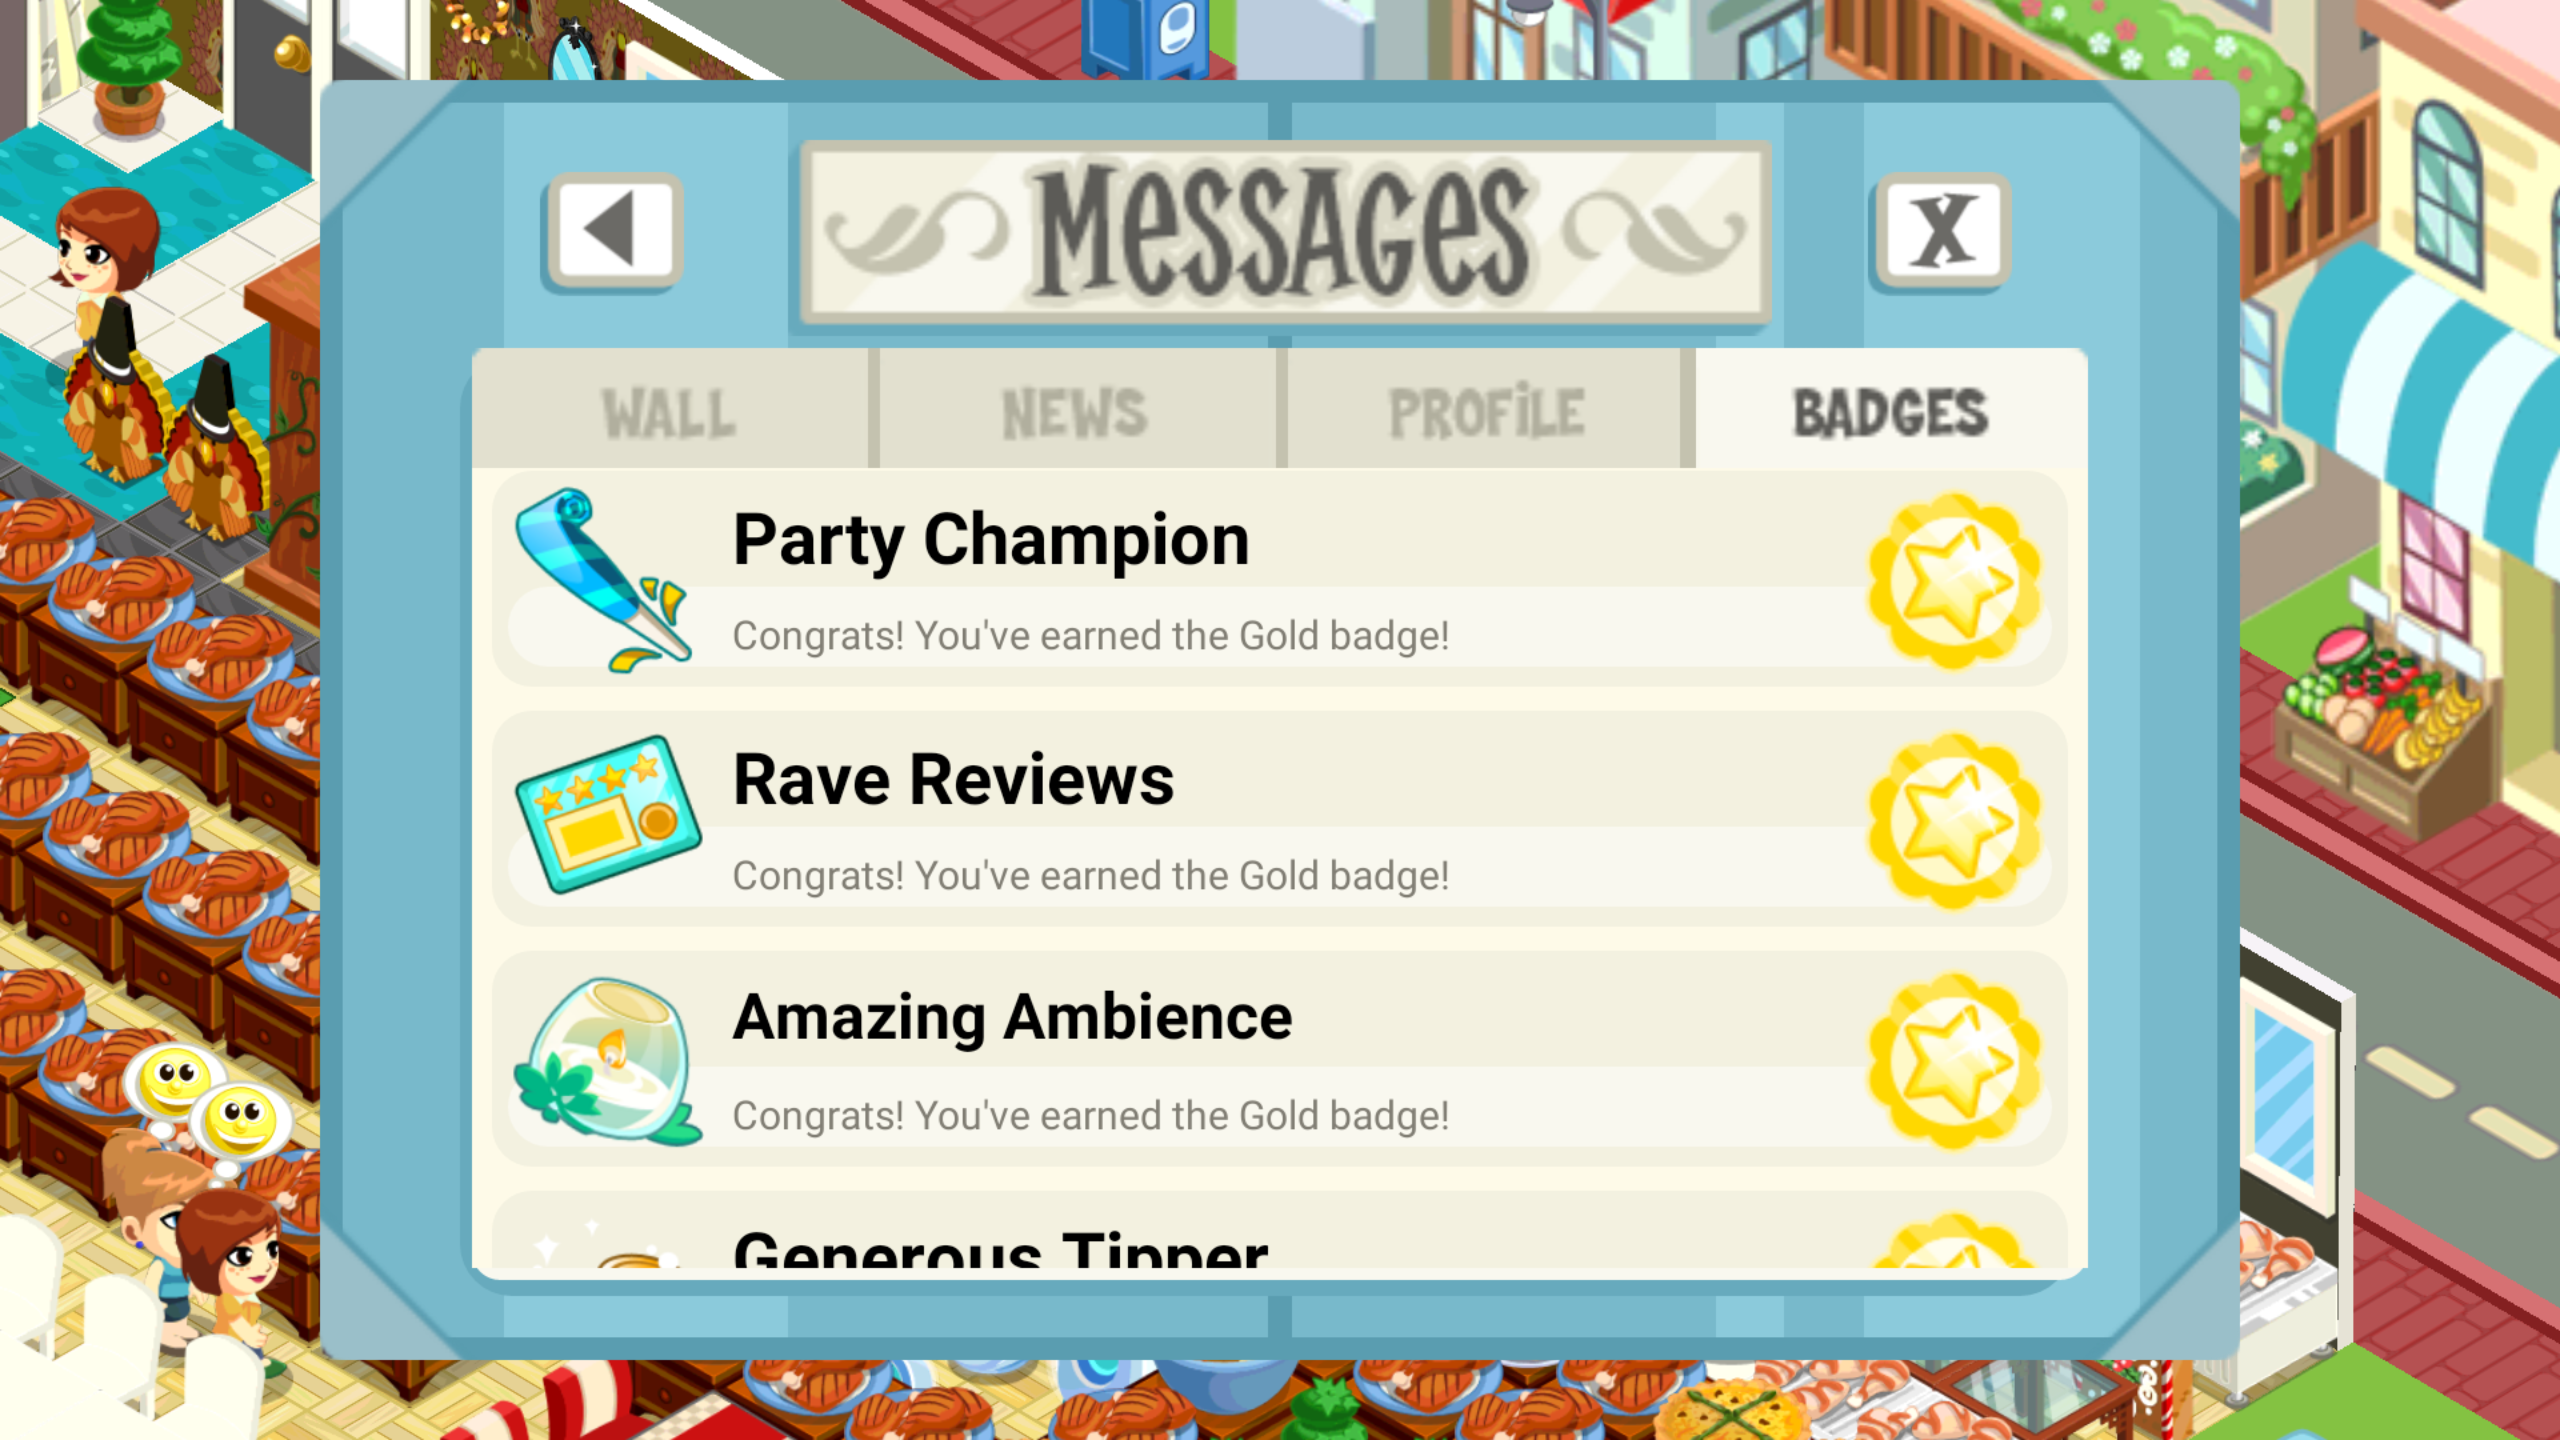 MESSAGES
X
WALL
NEWS
PROFiLE
BADGES
Party Champion
Congrats! You've earned the Gold badge!
Rave Reviews
Congrats! You've earned the Gold badge!
Amazing Ambience
Congrats! You've earned the Gold badge!
Generous Tipper